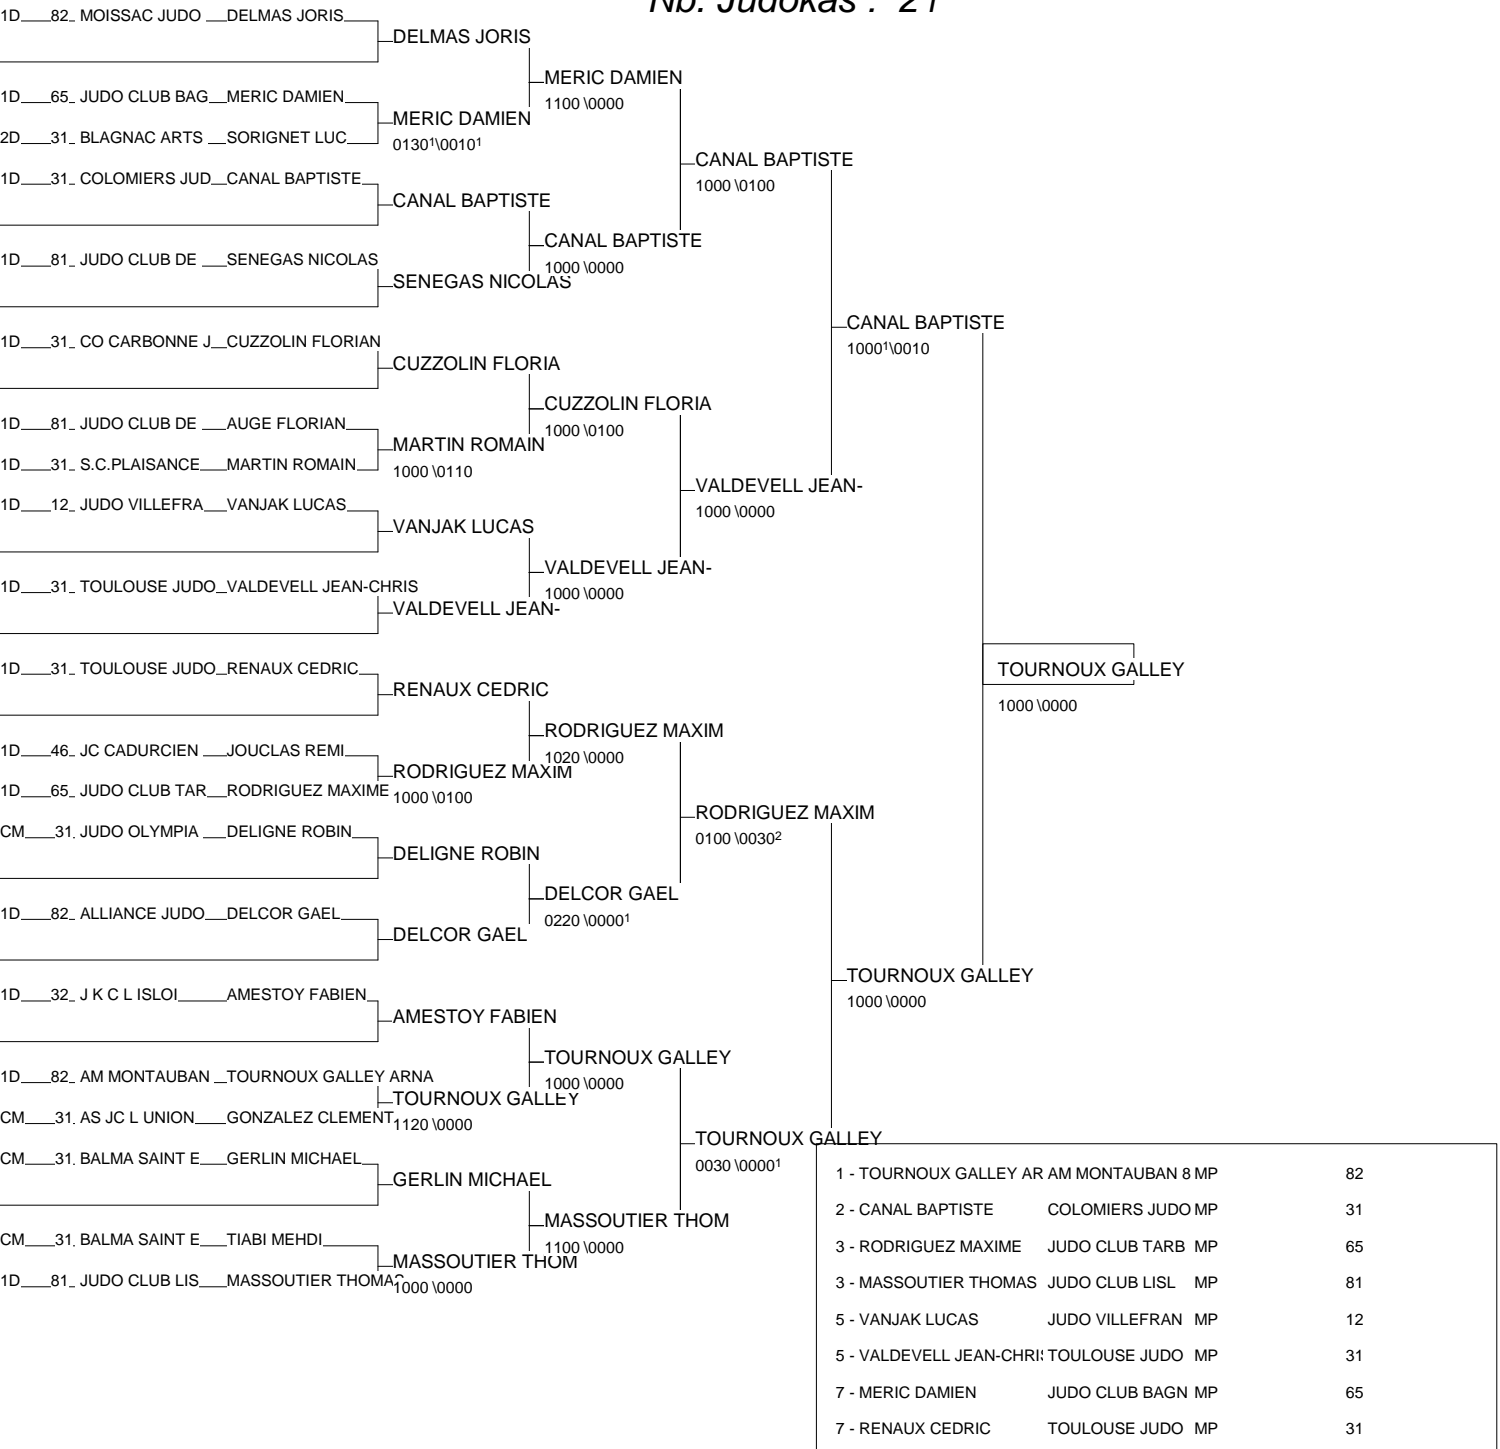 Nb. Judokas : 21
1D 82 MOISSAC JUDO DELMAS JORIS
DELMAS JORIS
MERIC DAMIEN
1100 \0000
1D 65 JUDO CLUB BAG MERIC DAMIEN
MERIC DAMIEN
0130¹\0010¹
2D 31 BLAGNAC ARTS SORIGNET LUC
CANAL BAPTISTE
1000 \0100
1D 31 COLOMIERS JUD CANAL BAPTISTE
CANAL BAPTISTE
CANAL BAPTISTE
1000 \0000
1D 81 JUDO CLUB DE SENEGAS NICOLAS
SENEGAS NICOLAS
CANAL BAPTISTE
1000¹\0010
1D 31 CO CARBONNE J CUZZOLIN FLORIAN
CUZZOLIN FLORIA
CUZZOLIN FLORIA
1000 \0100
1D 81 JUDO CLUB DE AUGE FLORIAN
MARTIN ROMAIN
1000 \0110
1D 31 S.C.PLAISANCE MARTIN ROMAIN
VALDEVELL JEAN-
1000 \0000
1D 12 JUDO VILLEFRA VANJAK LUCAS
VANJAK LUCAS
VALDEVELL JEAN-
1000 \0000
1D 31 TOULOUSE JUDO VALDEVELL JEAN-CHRIS
VALDEVELL JEAN-
TOURNOUX GALLEY
1000 \0000
1D 31 TOULOUSE JUDO RENAUX CEDRIC
RENAUX CEDRIC
RODRIGUEZ MAXIM
1020 \0000
1D 46 JC CADURCIEN JOUCLAS REMI
RODRIGUEZ MAXIM
1000 \0100
1D 65 JUDO CLUB TAR RODRIGUEZ MAXIME
RODRIGUEZ MAXIM
0100 \0030²
CM 31 JUDO OLYMPIA DELIGNE ROBIN
DELIGNE ROBIN
DELCOR GAEL
0220 \0000¹
1D 82 ALLIANCE JUDO DELCOR GAEL
DELCOR GAEL
TOURNOUX GALLEY
1000 \0000
1D 32 J K C L ISLOI AMESTOY FABIEN
AMESTOY FABIEN
TOURNOUX GALLEY
1000 \0000
1D 82 AM MONTAUBAN TOURNOUX GALLEY ARNA
TOURNOUX GALLEY
1120 \0000
CM 31 AS JC L UNION GONZALEZ CLEMENT
TOURNOUX GALLEY
0030 \0000¹
CM 31 BALMA SAINT E GERLIN MICHAEL
GERLIN MICHAEL
MASSOUTIER THOM
1100 \0000
CM 31 BALMA SAINT E TIABI MEHDI
MASSOUTIER THOM
1000 \0000
1D 81 JUDO CLUB LIS MASSOUTIER THOMAS
1 - TOURNOUX GALLEY AR AM MONTAUBAN 8 MP 82
2 - CANAL BAPTISTE COLOMIERS JUDO MP 31
3 - RODRIGUEZ MAXIME JUDO CLUB TARB MP 65
3 - MASSOUTIER THOMAS JUDO CLUB LISL MP 81
5 - VANJAK LUCAS JUDO VILLEFRAN MP 12
5 - VALDEVELL JEAN-CHRIS TOULOUSE JUDO MP 31
7 - MERIC DAMIEN JUDO CLUB BAGN MP 65
7 - RENAUX CEDRIC TOULOUSE JUDO MP 31